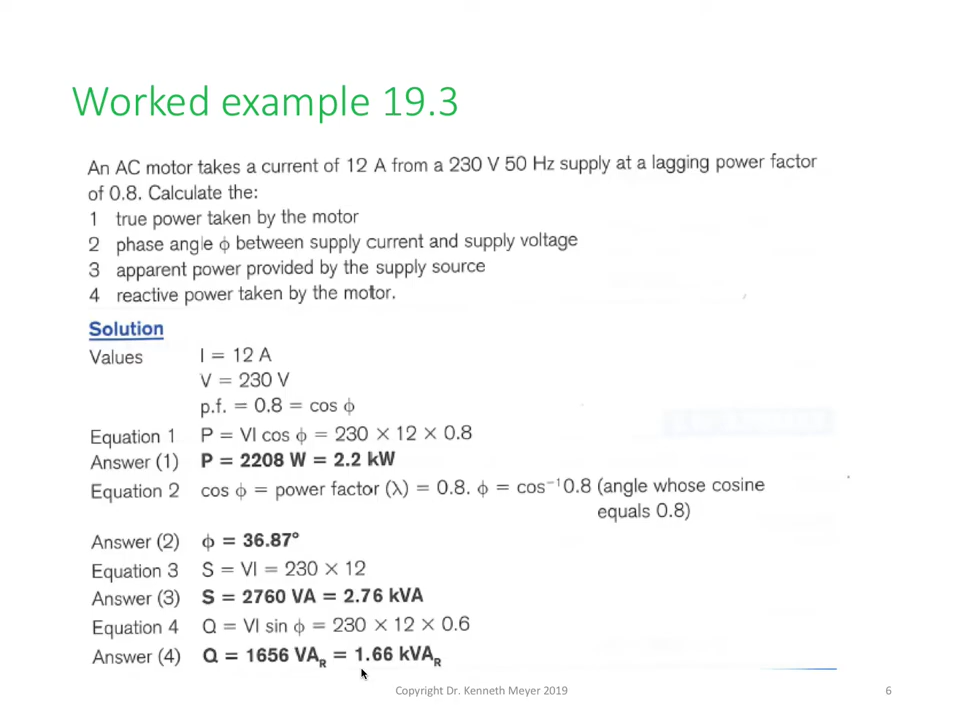 Worked example 19.3
An AC motor takes a current of 12 A from a 230 V 50 Hz supply at a lagging power factor
of 0.8. Calculate the:
1 true power taken by the motor
2 phase angle ϕ between supply current and supply voltage
3 apparent power provided by the supply source
4 reactive power taken by the motor.
Solution
Values I = 12 A
V = 230 V
p.f. = 0.8 = cos ϕ
Equation 1 P = VI cos ϕ = 230 × 12 × 0.8
Answer (1) P = 2208 W = 2.2 kW
Equation 2 cos ϕ = power factor (λ) = 0.8. ϕ = cos⁻¹0.8 (angle whose cosine
equals 0.8)
Answer (2) ϕ = 36.87°
Equation 3 S = VI = 230 × 12
Answer (3) S = 2760 VA = 2.76 kVA
Equation 4 Q = VI sin ϕ = 230 × 12 × 0.6
Answer (4) Q = 1656 VA_R = 1.66 kVA_R
Copyright Dr. Kenneth Meyer 2019 6